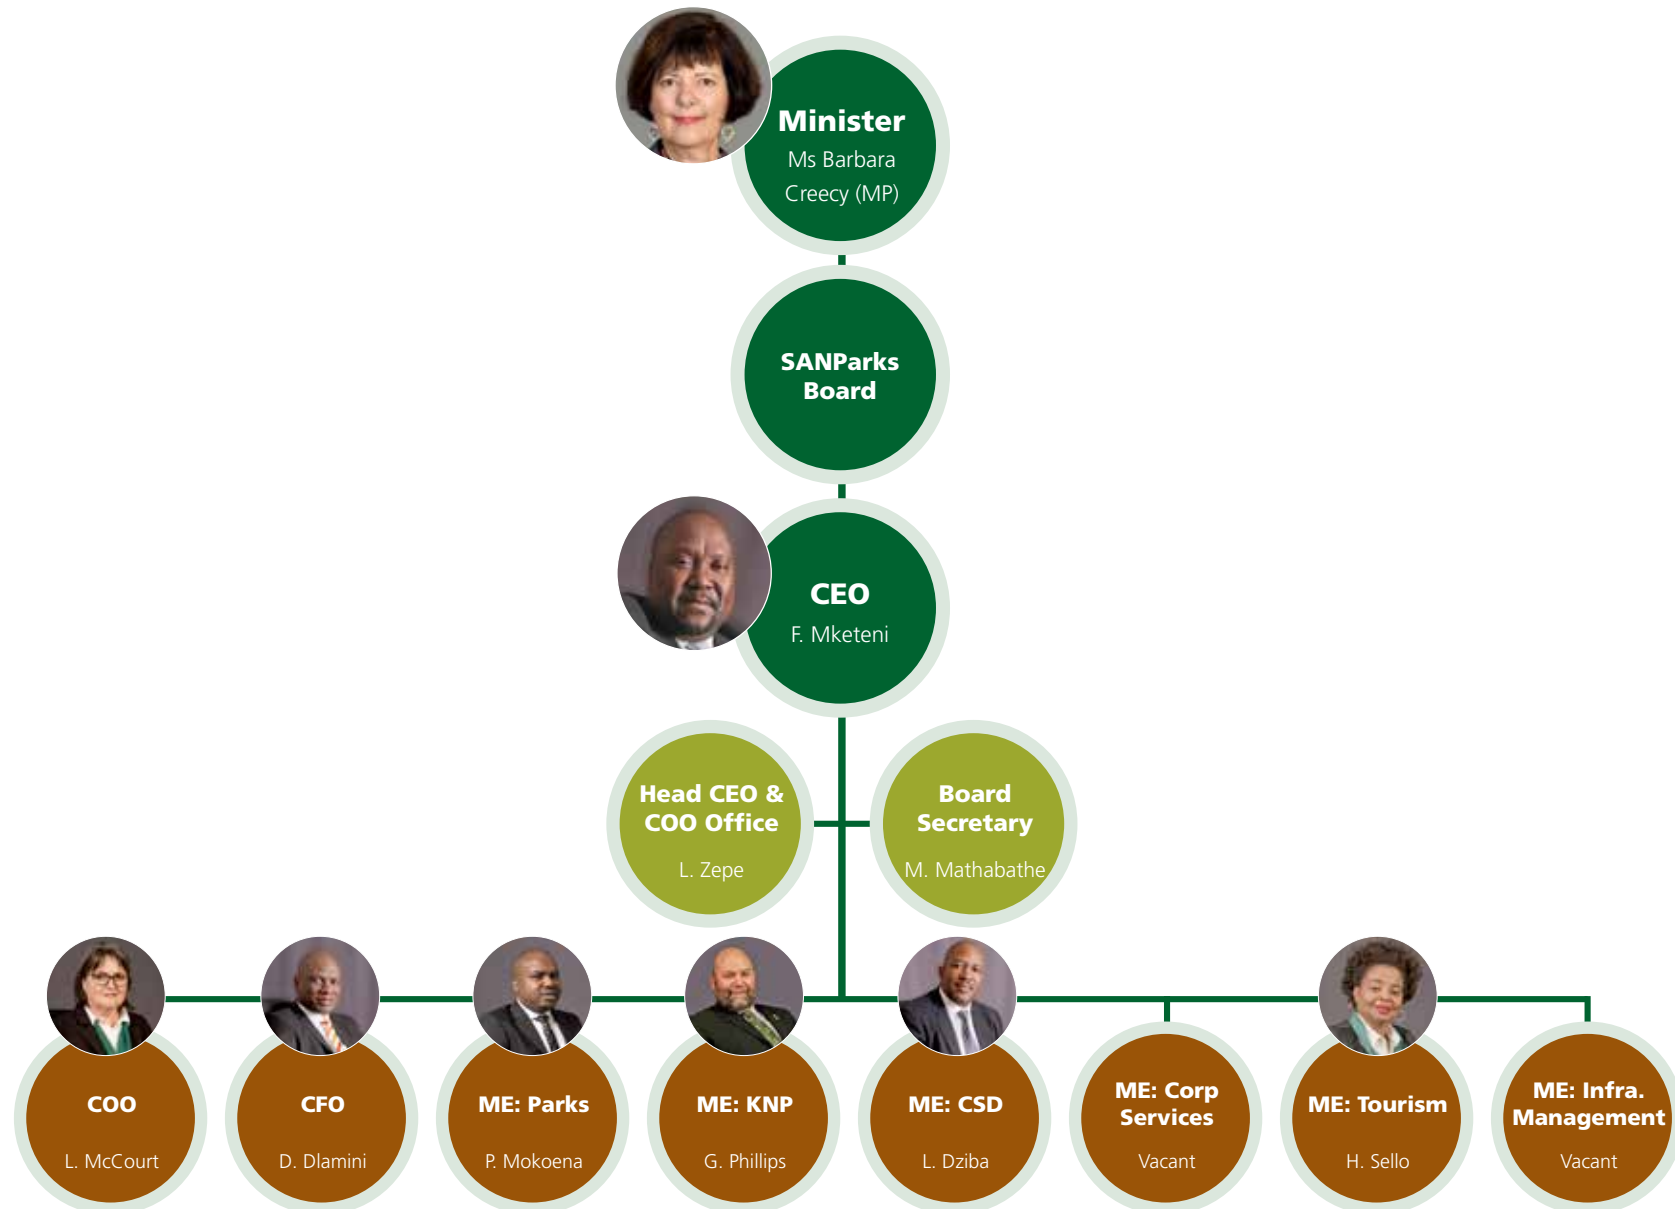 Minister
Ms Barbara
Creecy (MP)
SANParks
Board
CEO
F. Mketeni
Head CEO &
COO Office
L. Zepe
Board
Secretary
M. Mathabathe
COO
L. McCourt
CFO
D. Dlamini
ME: Parks
P. Mokoena
ME: KNP
G. Phillips
ME: CSD
L. Dziba
ME: Corp
Services
Vacant
ME: Tourism
H. Sello
ME: Infra.
Management
Vacant